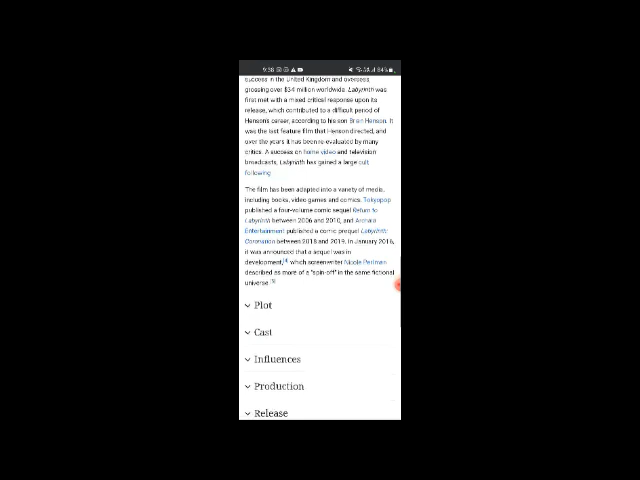 9:38
84%
success in the United Kingdom and overseas,
grossing over $34 million worldwide. Labyrinth was
first met with a mixed critical response upon its
release, which contributed to a difficult period of
Henson's career, according to his son Brian Henson. It
was the last feature film that Henson directed, and
over the years it has been re-evaluated by many
critics. A success on home video and television
broadcasts, Labyrinth has gained a large cult
following.
The film has been adapted into a variety of media,
including books, video games and comics. Tokyopop
published a four-volume comic sequel Return to
Labyrinth between 2006 and 2010, and Archaia
Entertainment published a comic prequel Labyrinth:
Coronation between 2018 and 2019. In January 2016,
it was announced that a sequel was in
development,[4] which screenwriter Nicole Perlman
described as more of a "spin-off" in the same fictional
universe.[5]
Plot
Cast
Influences
Production
Release